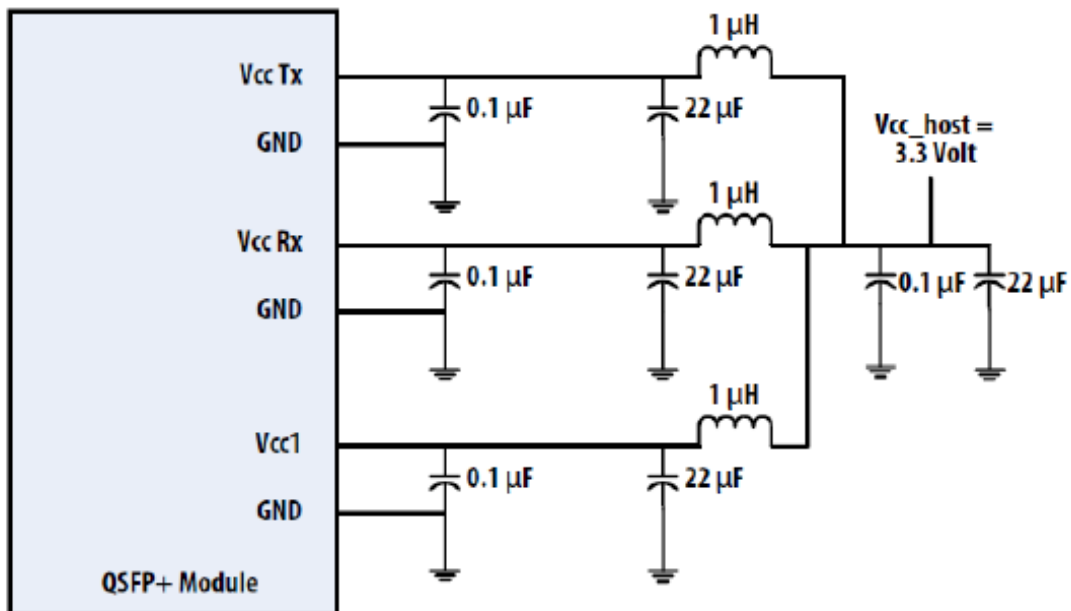 1 µH
Vcc Tx
0.1 µF
22 µF
GND
Vcc_host =
3.3 Volt
1 µH
Vcc Rx
0.1 µF
22 µF
0.1 µF
22 µF
GND
1 µH
Vcc1
0.1 µF
22 µF
GND
QSFP+ Module